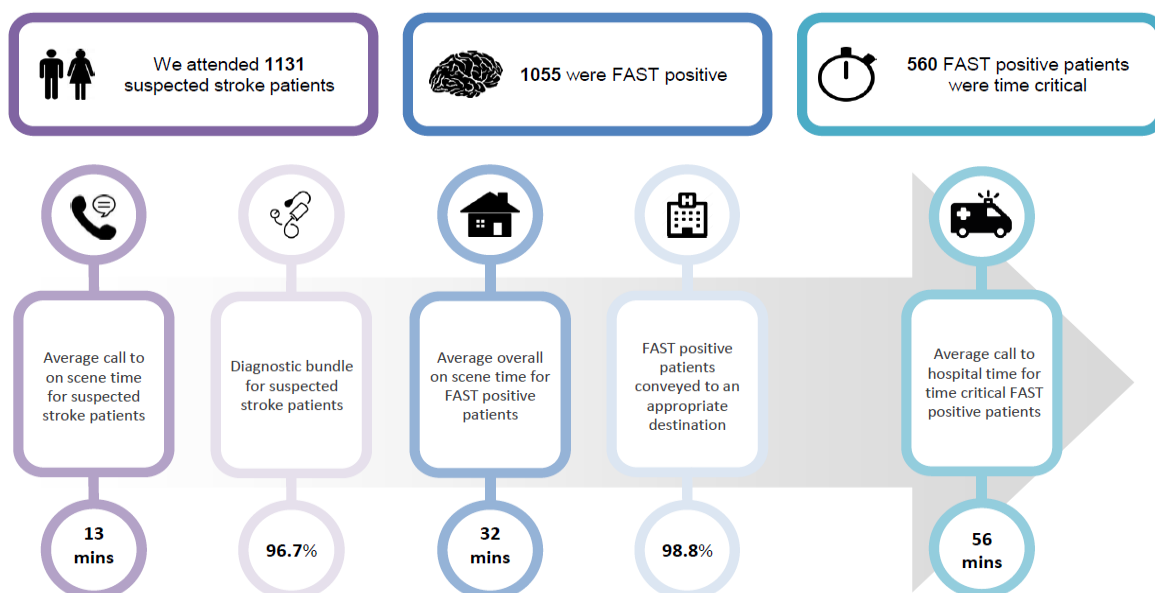 We attended 1131
suspected stroke patients
1055 were FAST positive
560 FAST positive patients
were time critical
H
Average call to
on scene time
for suspected
stroke patients
Diagnostic bundle
for suspected
stroke patients
Average overall
on scene time for
FAST positive
patients
FAST positive
patients
conveyed to an
appropriate
destination
Average call to
hospital time for
time critical FAST
positive patients
13
mins
96.7%
32
mins
98.8%
56
mins